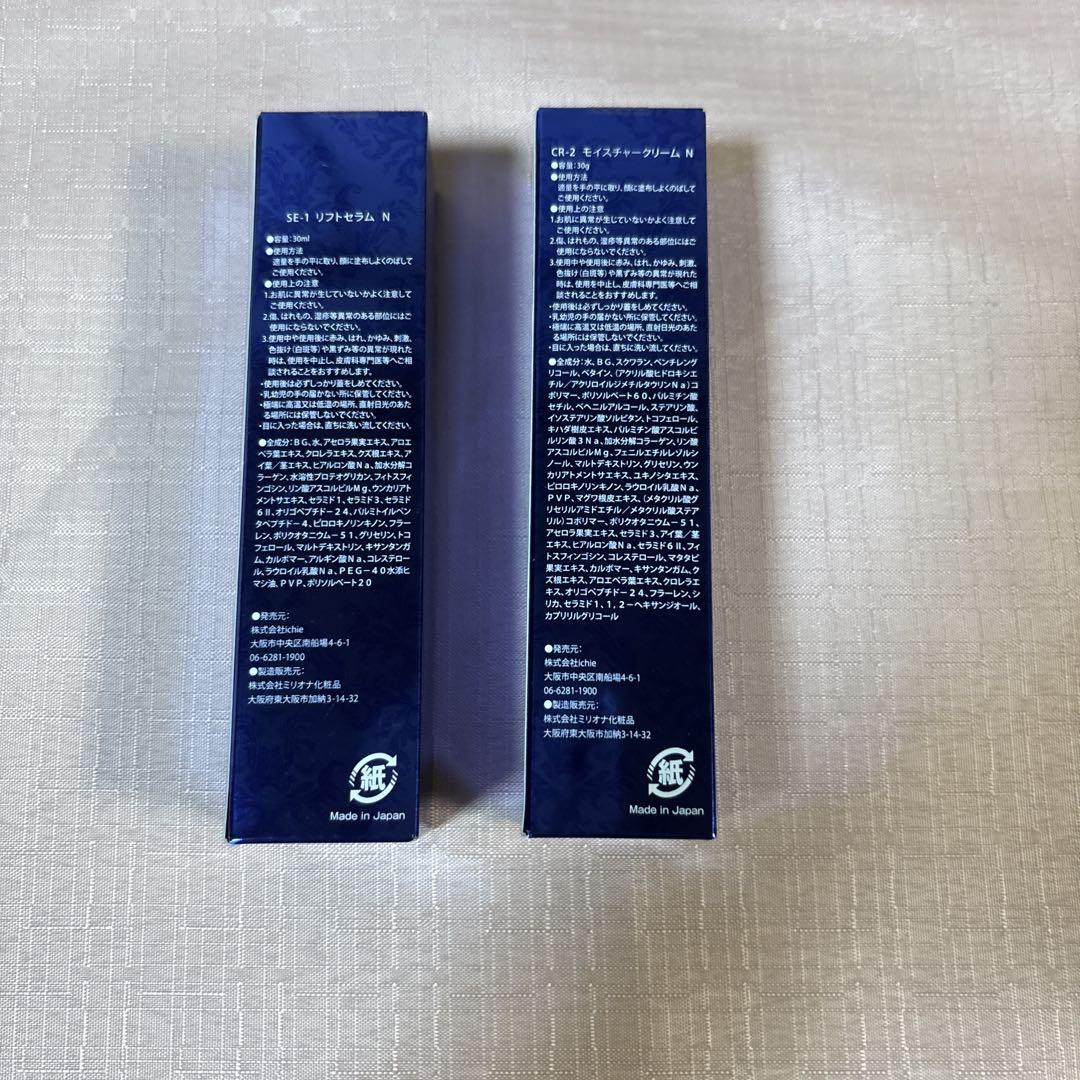 SE-1 リフトセラム N
●容量:30ml
●使用方法
適量を手の平に取り、顔に塗布しよくのばして
ご使用ください。
●使用上の注意
1.お肌に異常が生じていないかよく注意して
ご使用ください。
2.傷、はれもの、湿疹等異常のある部位にはご
使用にならないでください。
3.使用中や使用後に赤み、はれ、かゆみ、刺激、
色抜け(白斑等)や黒ずみ等の異常が現れた
時は、使用を中止し、皮膚科専門医等へご相
談されることをおすすめします。
・使用後は必ずしっかり蓋をしめてください。
・乳幼児の手の届かない所に保管してください。
・極端に高温又は低温の場所、直射日光のあた
る場所には保管しないでください。
・目に入った場合は、直ちに洗い流してください。
●全成分:BG、水、アセロラ果実エキス、アロエ
ベラ葉エキス、クロレラエキス、クズ根エキス、ア
イ葉/茎エキス、ヒアルロン酸Na、加水分解コ
ラーゲン、水溶性プロテオグリカン、フィトスフィ
ンゴシン、リン酸アスコルビルMg、ウンカリアト
メントサエキス、セラミド1、セラミド3、セラミド
6Ⅱ、オリゴペプチド-24、パルミトイルペン
タペプチド-4、ピロロキノリンキノン、フラー
レン、ポリクオタニウム-51、グリセリン、トコ
フェロール、マルトデキストリン、キサンタンガ
ム、カルボマー、アルギン酸Na、コレステロー
ル、ラウロイル乳酸Na、PEG-40水添ヒ
マシ油、PVP、ポリソルベート20
●発売元:
株式会社ichie
大阪市中央区南船場4-6-1
06-6281-1900
●製造販売元:
株式会社ミリオナ化粧品
大阪府東大阪市加納3-14-32
紙
Made in Japan
CR-2 モイスチャークリーム N
●容量:30g
●使用方法
適量を手の平に取り、顔に塗布しよくのばして
ご使用ください。
●使用上の注意
1.お肌に異常が生じていないかよく注意して
ご使用ください。
2.傷、はれもの、湿疹等異常のある部位にはご
使用にならないでください。
3.使用中や使用後に赤み、はれ、かゆみ、刺激、
色抜け(白斑等)や黒ずみ等の異常が現れた
時は、使用を中止し、皮膚科専門医等へご相
談されることをおすすめします。
・使用後は必ずしっかり蓋をしめてください。
・乳幼児の手の届かない所に保管してください。
・極端に高温又は低温の場所、直射日光のあた
る場所には保管しないでください。
・目に入った場合は、直ちに洗い流してください。
●全成分:水、BG、スクワラン、ペンチレング
リコール、ベタイン、(アクリル酸ヒドロキシエ
チル/アクリロイルジメチルタウリンNa)コ
ポリマー、ポリソルベート60、パルミチン酸
セチル、ベヘニルアルコール、ステアリン酸、
イソステアリン酸ソルビタン、トコフェロール、
キハダ樹皮エキス、パルミチン酸アスコルビ
ルリン酸3Na、加水分解コラーゲン、リン酸
アスコルビルMg、フェニルエチルレゾルシ
ノール、マルトデキストリン、グリセリン、ウン
カリアトメントサエキス、ユキノシタエキス、
ピロロキノリンキノン、ラウロイル乳酸Na、
PVP、マグワ根皮エキス、(メタクリル酸グ
リセリルアミドエチル/メタクリル酸ステア
リル)コポリマー、ポリクオタニウム-51、
アセロラ果実エキス、セラミド3、アイ葉/茎
エキス、ヒアルロン酸Na、セラミド6Ⅱ、フィ
トスフィンゴシン、コレステロール、マタタビ
果実エキス、カルボマー、キサンタンガム、ク
ズ根エキス、アロエベラ葉エキス、クロレラエ
キス、オリゴペプチド-24、フラーレン、シ
リカ、セラミド1、1,2-ヘキサンジオール、
カプリリルグリコール
●発売元:
株式会社ichie
大阪市中央区南船場4-6-1
06-6281-1900
●製造販売元:
株式会社ミリオナ化粧品
大阪府東大阪市加納3-14-32
紙
Made in Japan